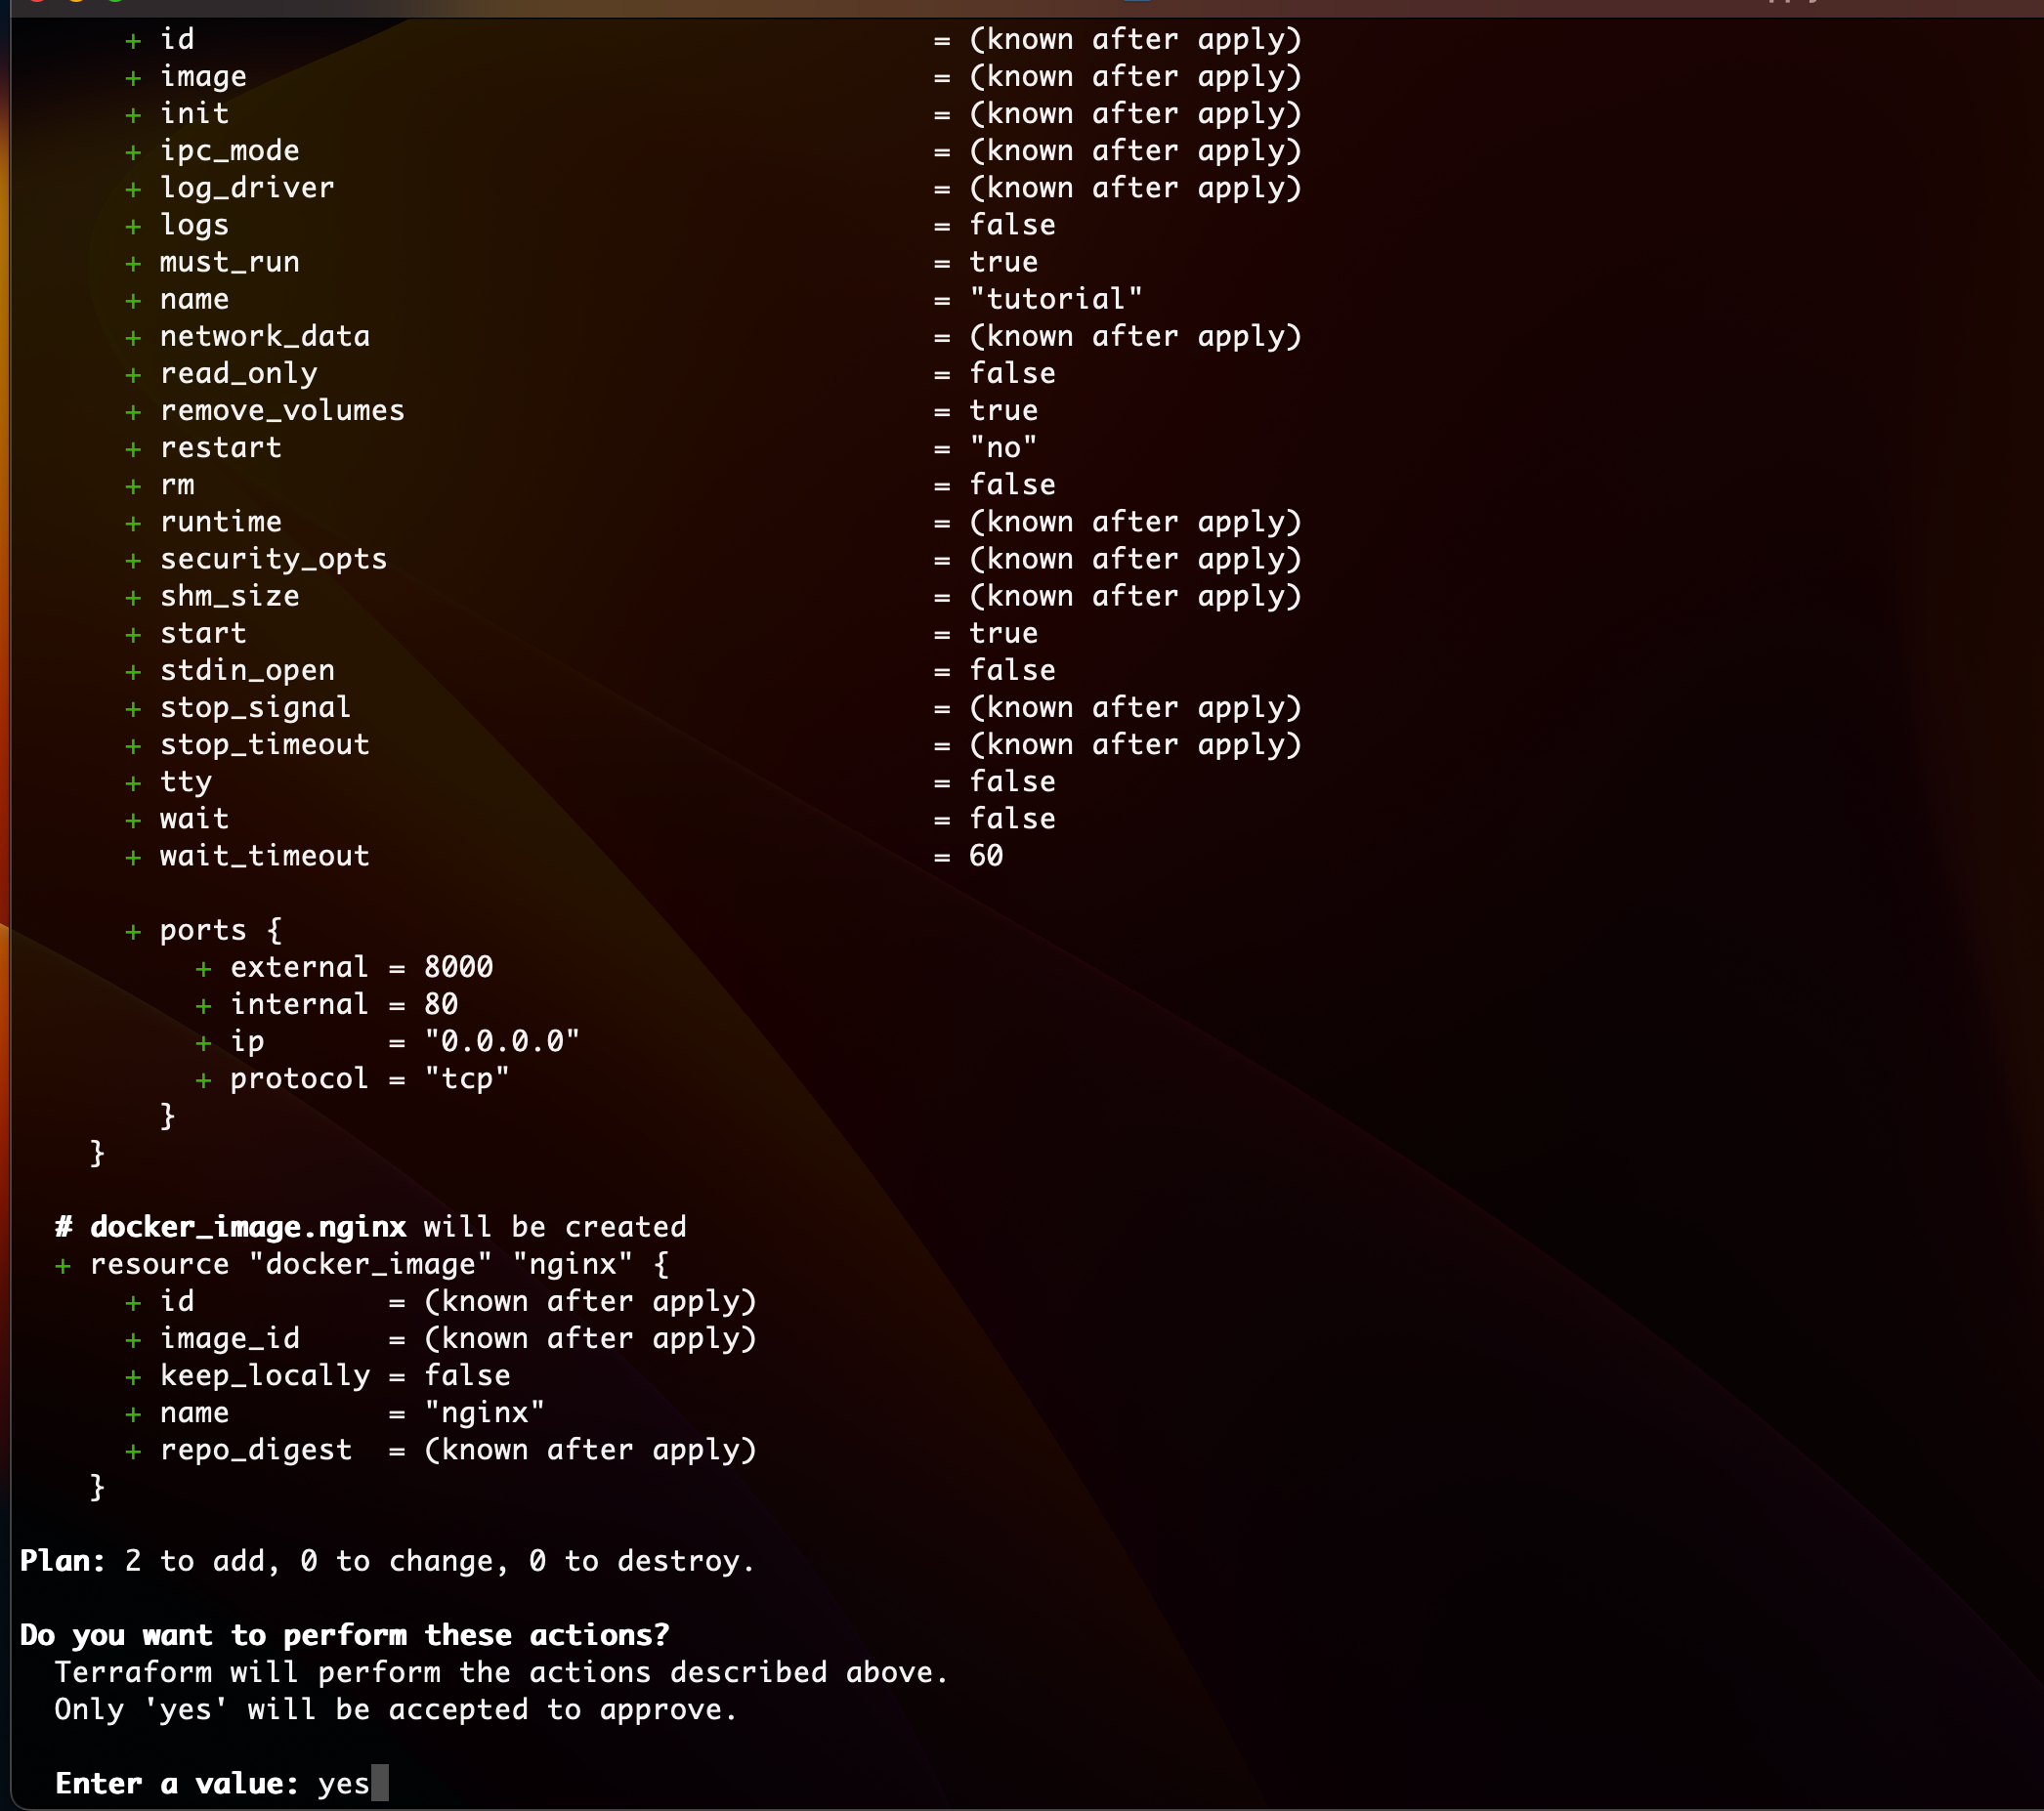 + id = (known after apply)
+ image = (known after apply)
+ init = (known after apply)
+ ipc_mode = (known after apply)
+ log_driver = (known after apply)
+ logs = false
+ must_run = true
+ name = "tutorial"
+ network_data = (known after apply)
+ read_only = false
+ remove_volumes = true
+ restart = "no"
+ rm = false
+ runtime = (known after apply)
+ security_opts = (known after apply)
+ shm_size = (known after apply)
+ start = true
+ stdin_open = false
+ stop_signal = (known after apply)
+ stop_timeout = (known after apply)
+ tty = false
+ wait = false
+ wait_timeout = 60
+ ports {
+ external = 8000
+ internal = 80
+ ip = "0.0.0.0"
+ protocol = "tcp"
}
}
# docker_image.nginx will be created
+ resource "docker_image" "nginx" {
+ id = (known after apply)
+ image_id = (known after apply)
+ keep_locally = false
+ name = "nginx"
+ repo_digest = (known after apply)
}
Plan: 2 to add, 0 to change, 0 to destroy.
Do you want to perform these actions?
Terraform will perform the actions described above.
Only 'yes' will be accepted to approve.
Enter a value: yes